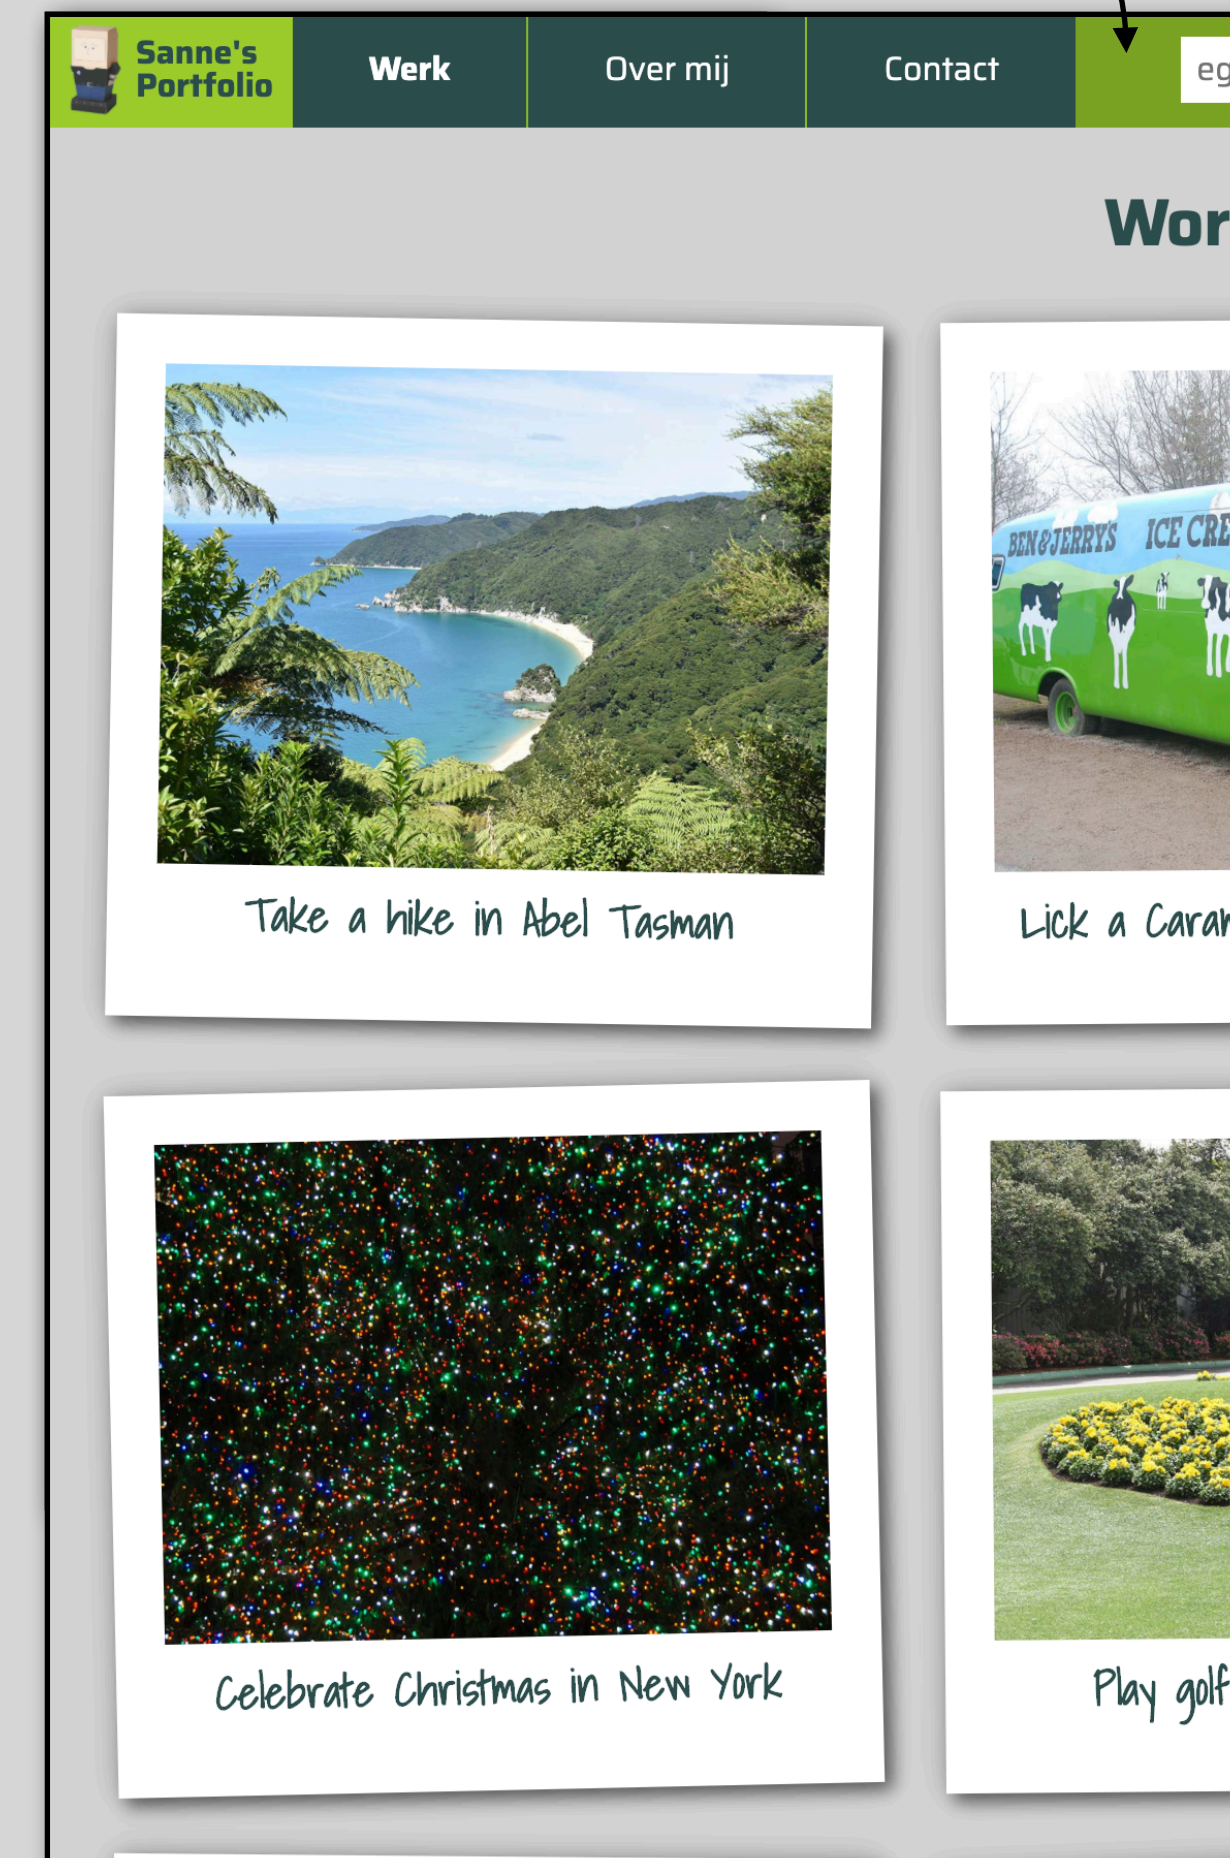 Sanne's
Portfolio
Werk
Over mij
Contact
eg
Wor
BEN & JERRY'S ICE CRE
Take a hike in Abel Tasman
Lick a Caram
Celebrate Christmas in New York
Play golf